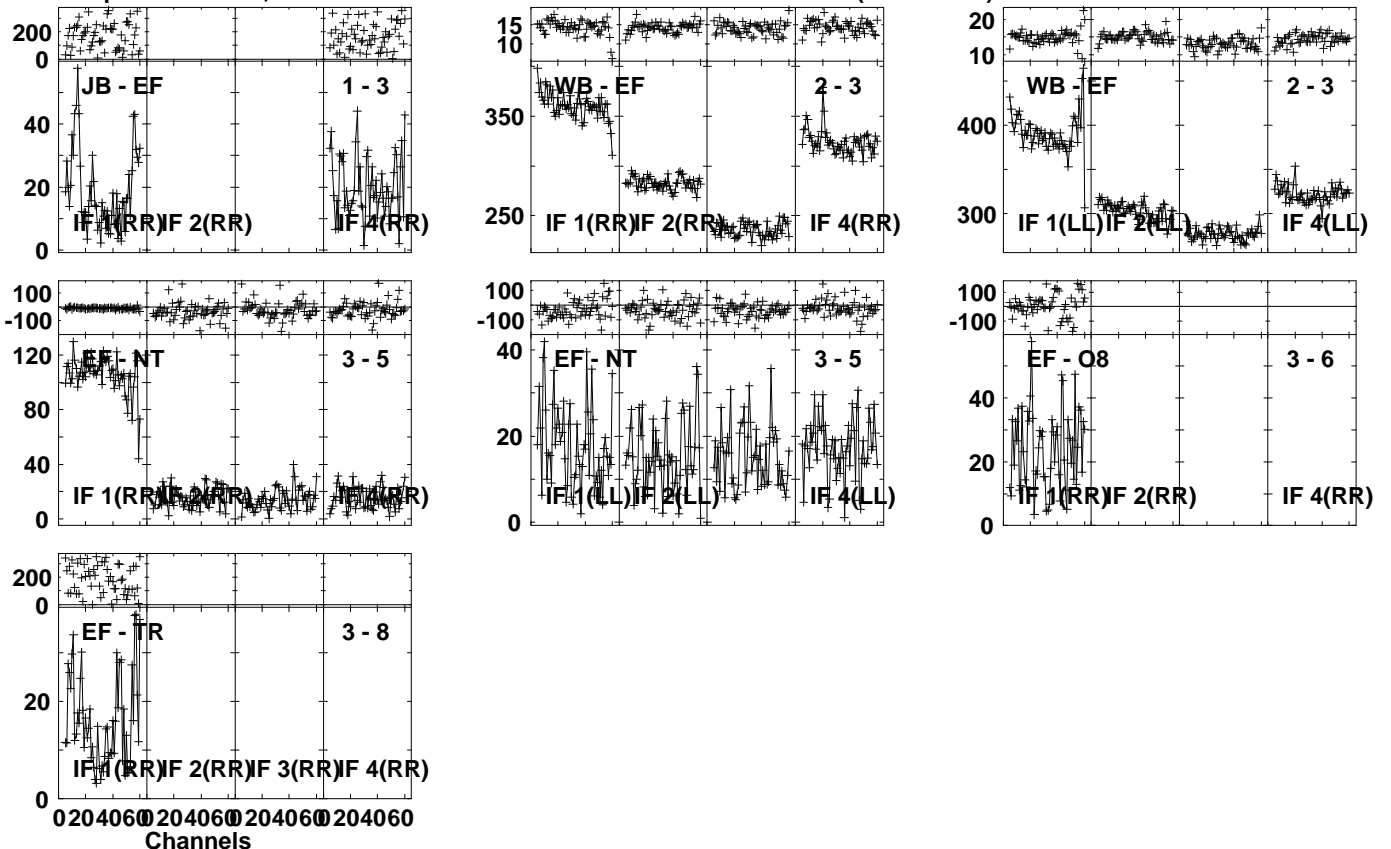 200
0
JB - EF 1 - 3
40
20
0
IF 1(RR) IF 2(RR) IF 4(RR)
15
10
WB - EF 2 - 3
350
250
IF 1(RR) IF 2(RR) IF 4(RR)
20
10
WB - EF 2 - 3
400
300
IF 1(LL) IF 2(LL) IF 4(LL)
100
-100
EF - NT 3 - 5
120
80
40
0
IF 1(RR) IF 2(RR) IF 4(RR)
100
-100
EF - NT 3 - 5
40
20
0
IF 1(LL) IF 2(LL) IF 4(LL)
100
-100
EF - O8 3 - 6
60
40
20
0
IF 1(RR) IF 2(RR) IF 4(RR)
200
0
EF - TR 3 - 8
20
0
IF 1(RR) IF 2(RR) IF 3(RR) IF 4(RR)
0 20 40 60 0 20 40 60 0 20 40 60 0 20 40 60
Channels